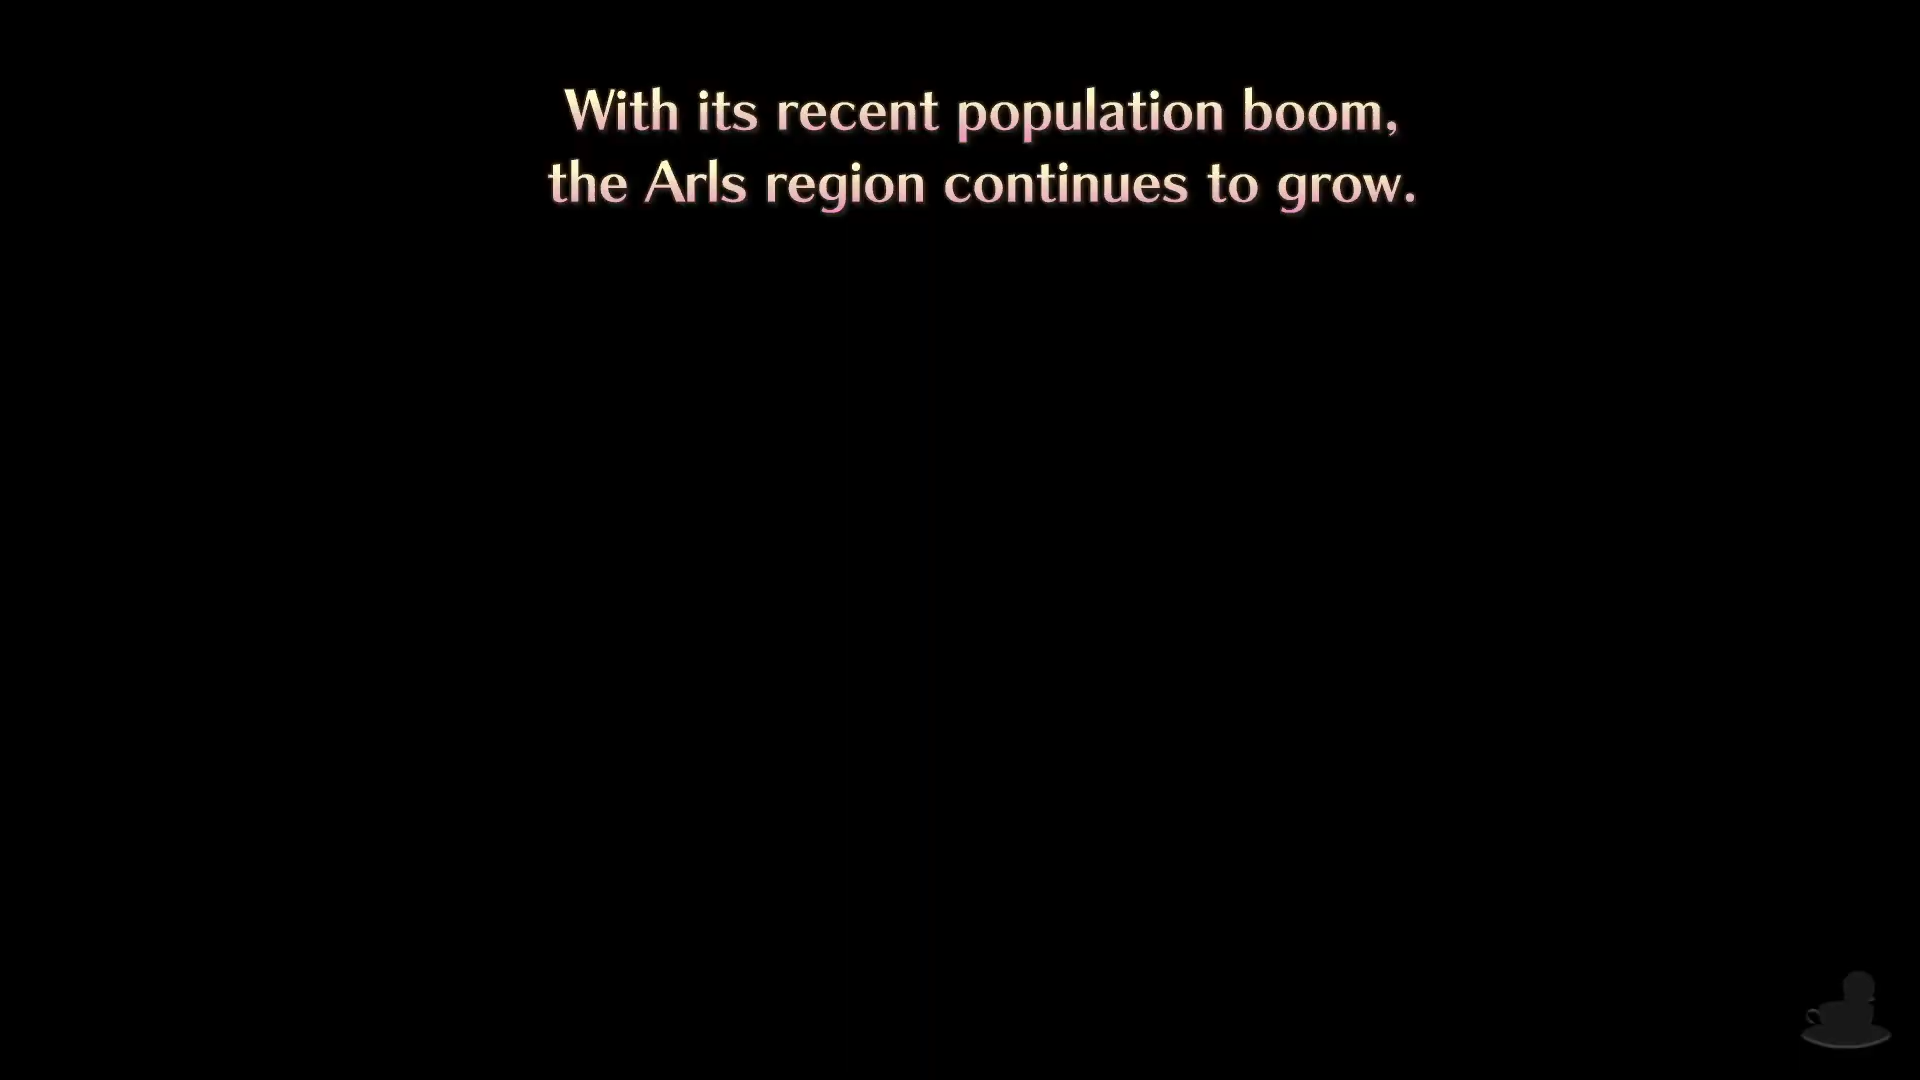 With its recent population boom,
the Arls region continues to grow.